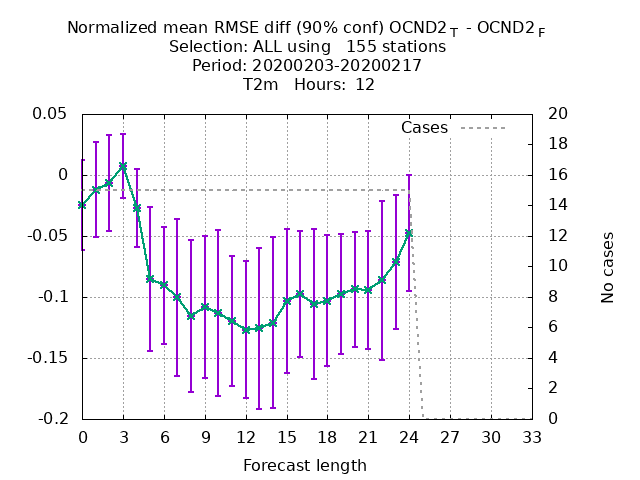 Normalized mean RMSE diff (90% conf) OCND2 T - OCND2 F
Selection: ALL using 155 stations
Period: 20200203-20200217
T2m Hours: 12
0.05
0
-0.05
-0.1
-0.15
-0.2
Cases
20
18
16
14
12
10
8
6
4
2
0
No cases
0 3 6 9 12 15 18 21 24 27 30 33
Forecast length